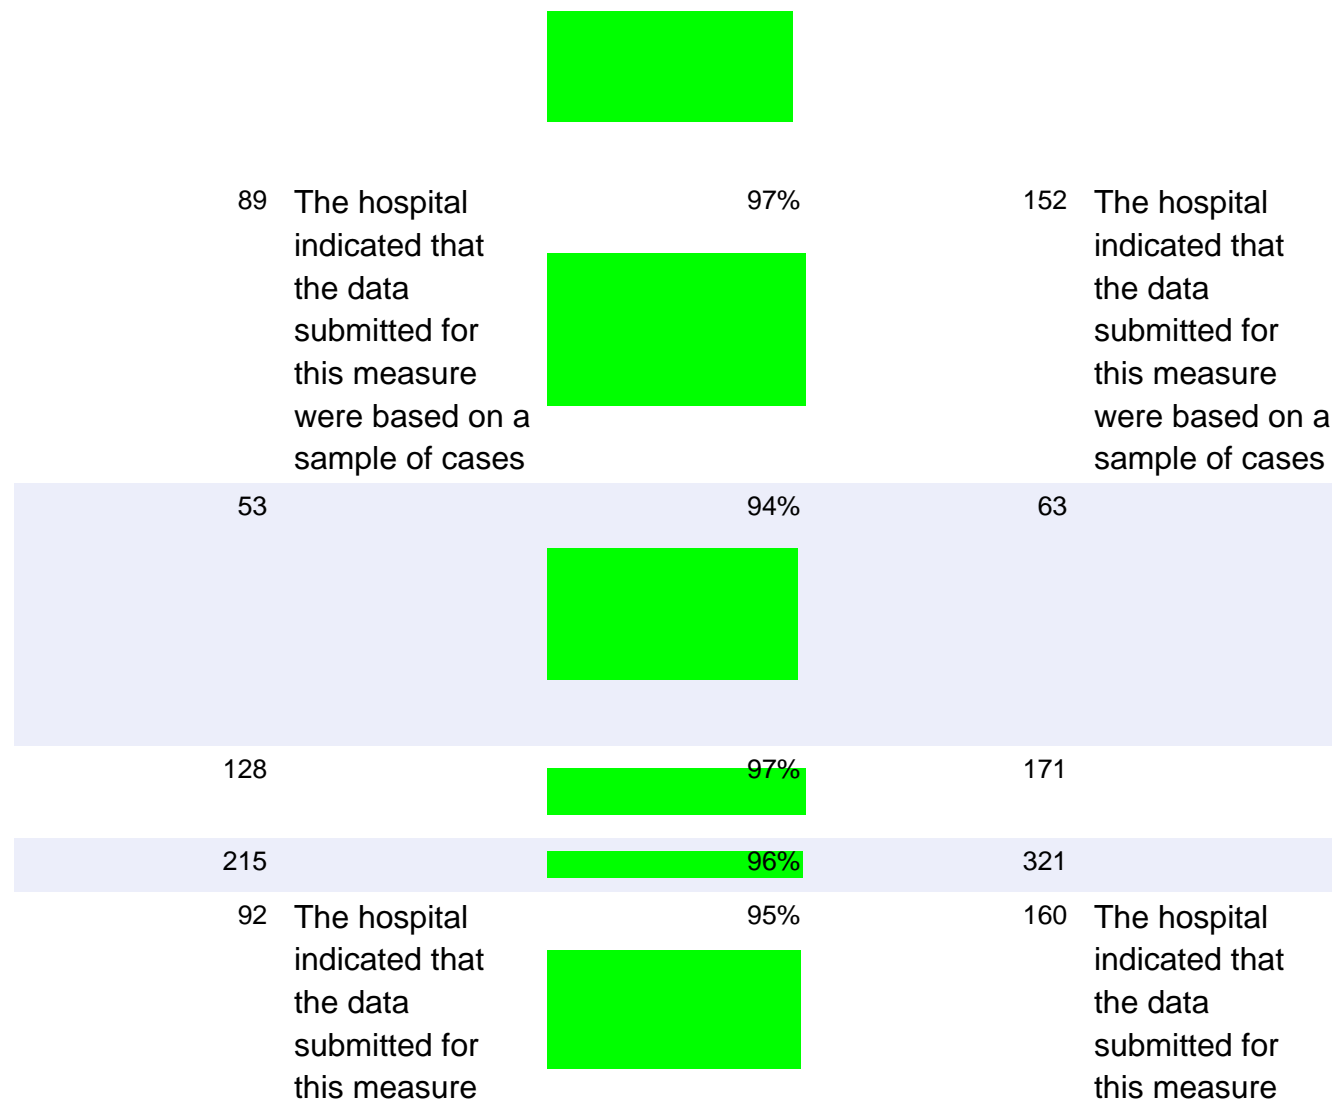 89 The hospital 97% 152 The hospital
indicated that indicated that
the data the data
submitted for submitted for
this measure this measure
were based on a were based on a
sample of cases sample of cases
53 94% 63
128 97% 171
215 96% 321
92 The hospital 95% 160 The hospital
indicated that indicated that
the data the data
submitted for submitted for
this measure this measure